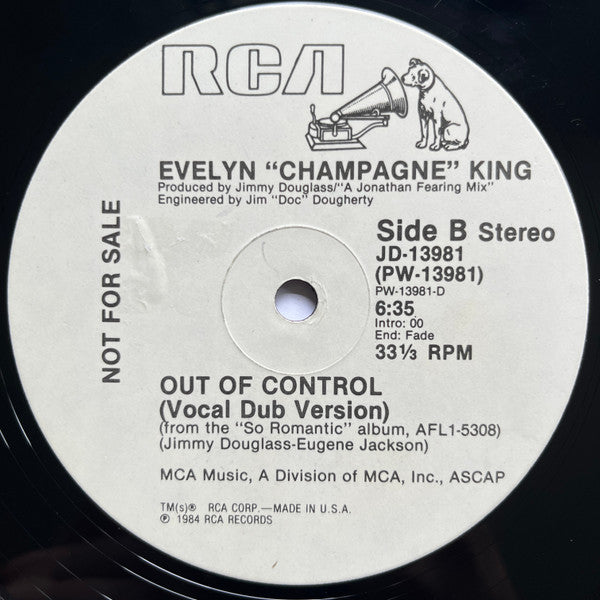 RCA
EVELYN "CHAMPAGNE" KING
Produced by Jimmy Douglass/"A Jonathan Fearing Mix"
Engineered by Jim "Doc" Dougherty
NOT FOR SALE
Side B Stereo
JD-13981
(PW-13981)
PW-13981-D
6:35
Intro: 00
End: Fade
33⅓ RPM
OUT OF CONTROL
(Vocal Dub Version)
(from the "So Romantic" album, AFL1-5308)
(Jimmy Douglass-Eugene Jackson)
MCA Music, A Division of MCA, Inc., ASCAP
TM(s)® RCA CORP.—MADE IN U.S.A.
℗ 1984 RCA RECORDS